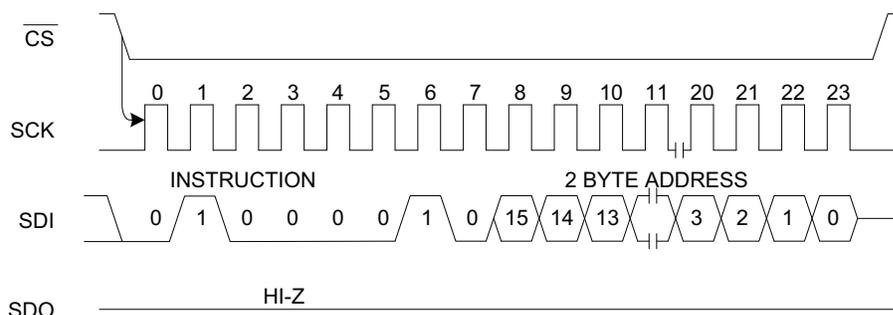 CS
0 1 2 3 4 5 6 7 8 9 10 11 20 21 22 23
SCK
INSTRUCTION 2 BYTE ADDRESS
SDI 0 1 0 0 0 0 1 0 15 14 13 3 2 1 0
HI-Z
SDO